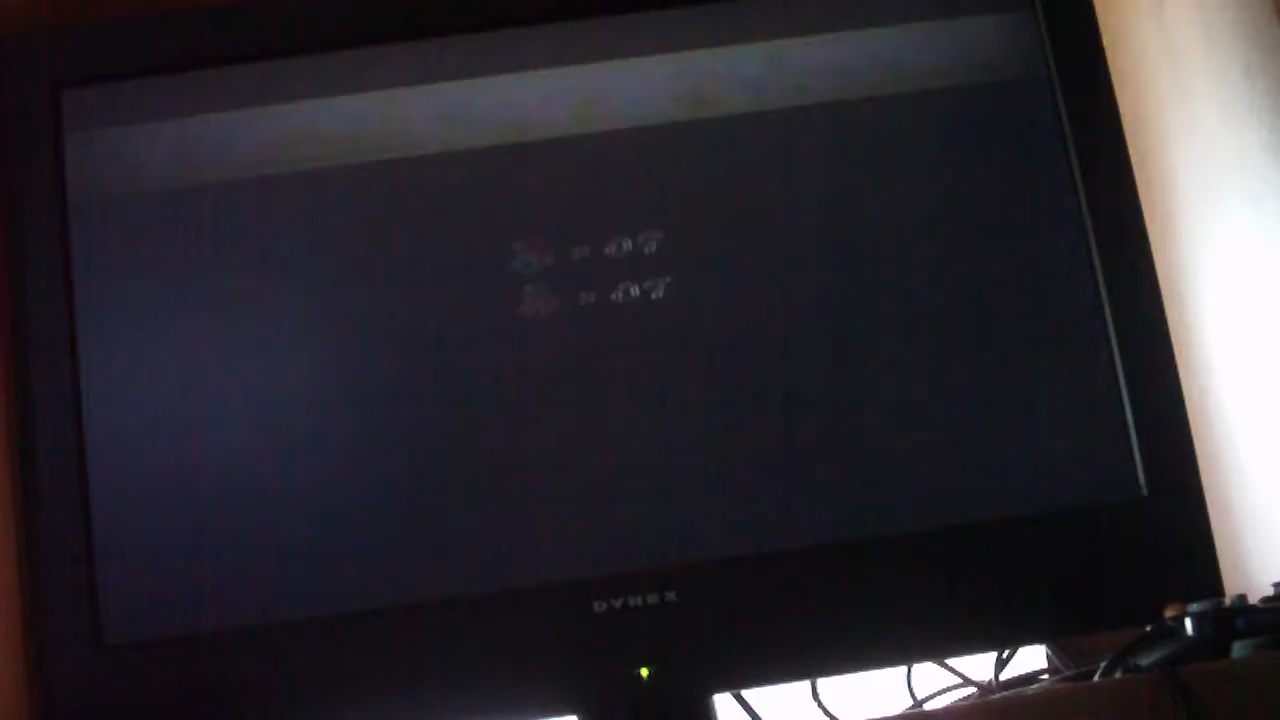 = 07
= 07
DYNEX